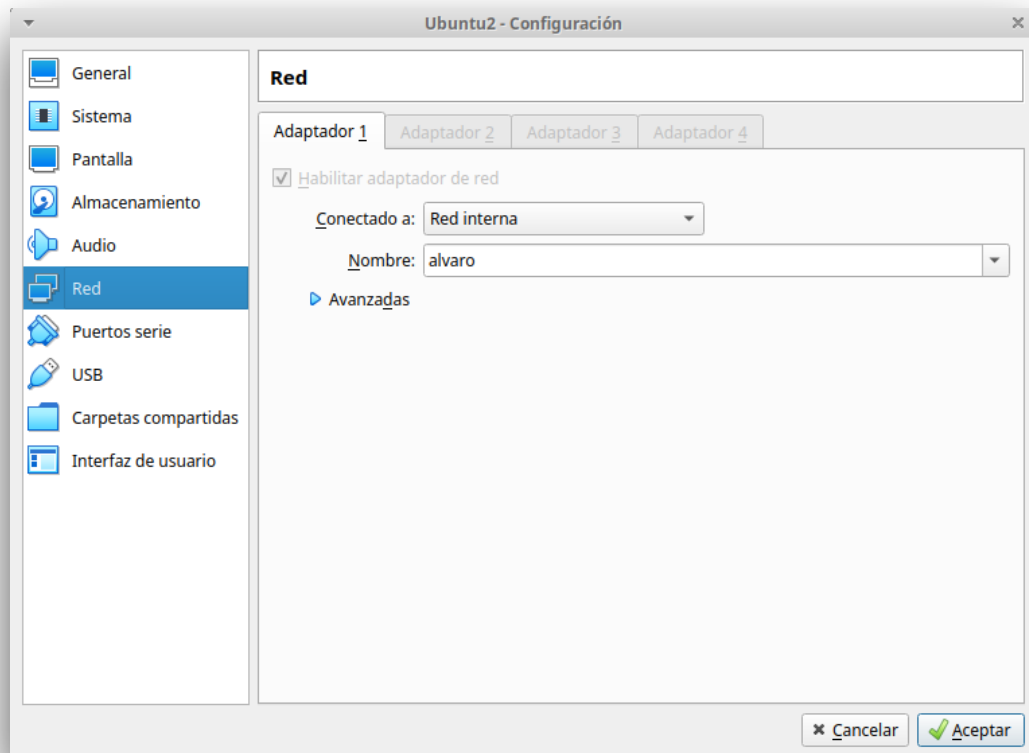 Ubuntu2 - Configuración
General
Sistema
Pantalla
Almacenamiento
Audio
Red
Puertos serie
USB
Carpetas compartidas
Interfaz de usuario
Red
Adaptador 1 Adaptador 2 Adaptador 3 Adaptador 4
Habilitar adaptador de red
Conectado a: Red interna
Nombre: alvaro
Avanzadas
Cancelar Aceptar